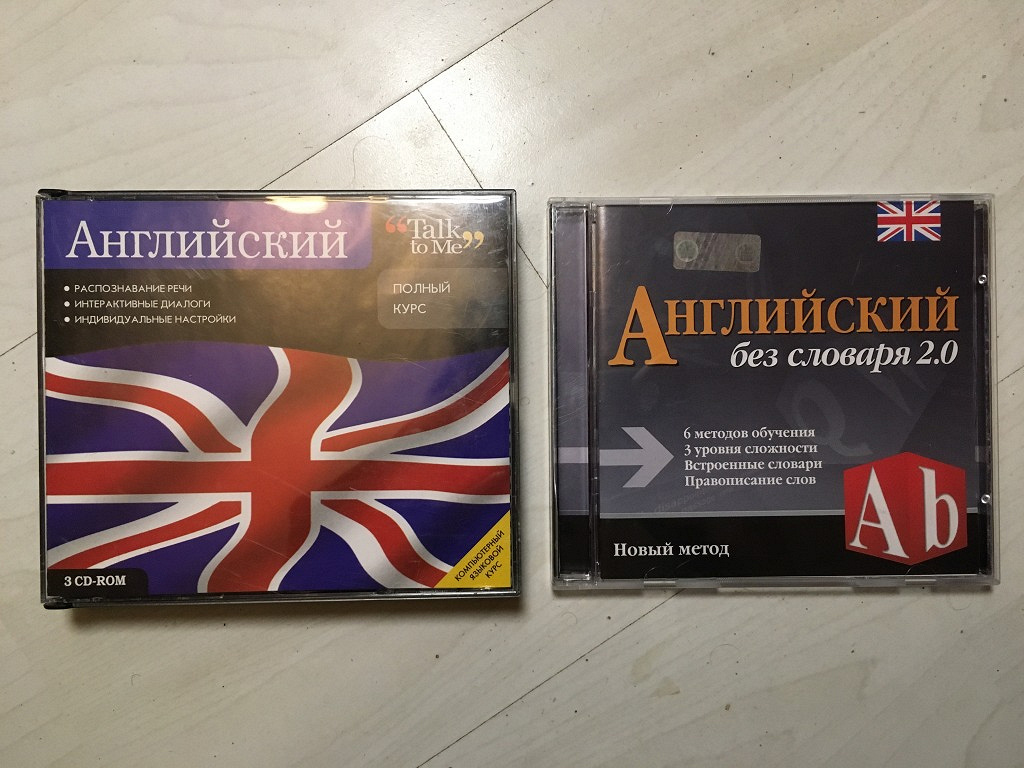 Английский
“Talk
to Me”
• РАСПОЗНАВАНИЕ РЕЧИ
• ИНТЕРАКТИВНЫЕ ДИАЛОГИ
• ИНДИВИДУАЛЬНЫЕ НАСТРОЙКИ
ПОЛНЫЙ
КУРС
КОМПЬЮТЕРНЫЙ
ЯЗЫКОВОЙ
КУРС
3 CD-ROM
Английский
без словаря 2.0
6 методов обучения
3 уровня сложности
Встроенные словари
Правописание слов
Ab
Новый метод